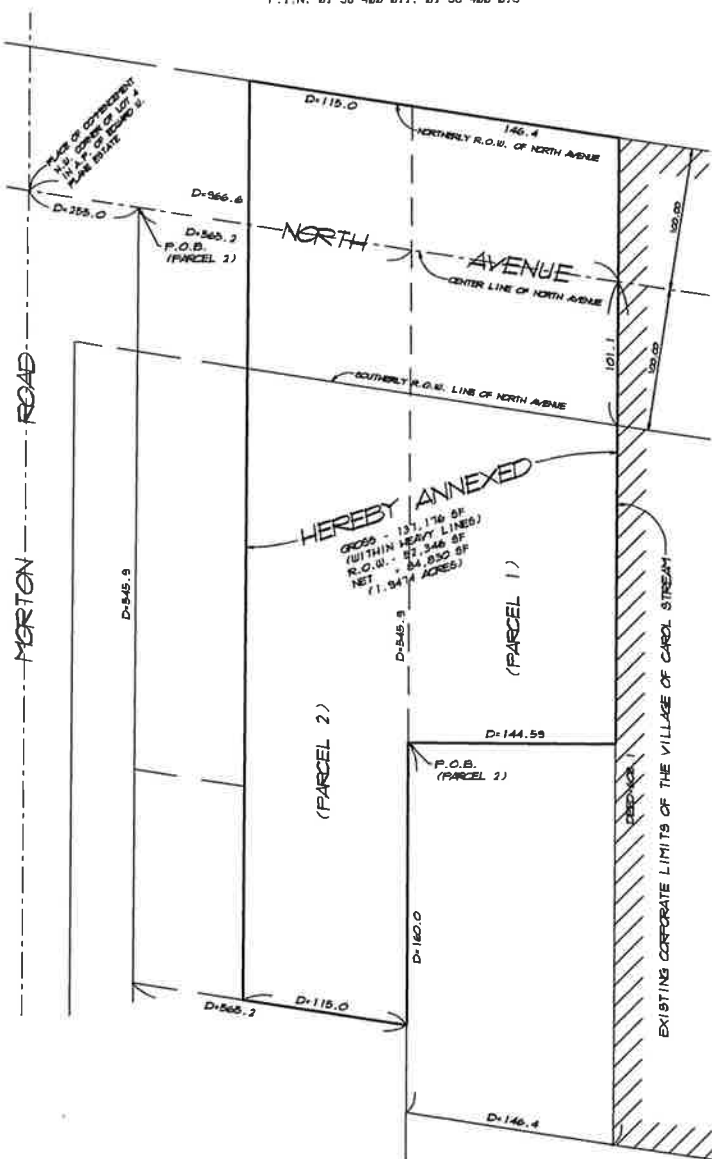 D=115.0
146.4
NORTHERLY R.O.W. OF NORTH AVENUE
PLACE OF COMMENCEMENT
N.W. CORNER OF LOT 4
IN A.P. OF EDWARD W.
PLANE ESTATE
D=966.6
D=255.0
D=565.2
P.O.B.
(PARCEL 2)
NORTH AVENUE
CENTER LINE OF NORTH AVENUE
100.00
100.00
101.1
SOUTHERLY R.O.W. LINE OF NORTH AVENUE
MORTON ROAD
HEREBY ANNEXED
GROSS - 137,176 SF
(WITHIN HEAVY LINES)
R.O.W. - 52,346 SF
NET - 84,830 SF
(1.9474 ACRES)
D=545.9
D=545.9
(PARCEL 1)
(PARCEL 2)
EXISTING CORPORATE LIMITS OF THE VILLAGE OF CAROL STREAM
D=144.59
P.O.B.
(PARCEL 2)
D=160.0
D=565.2
D=115.0
D=146.4